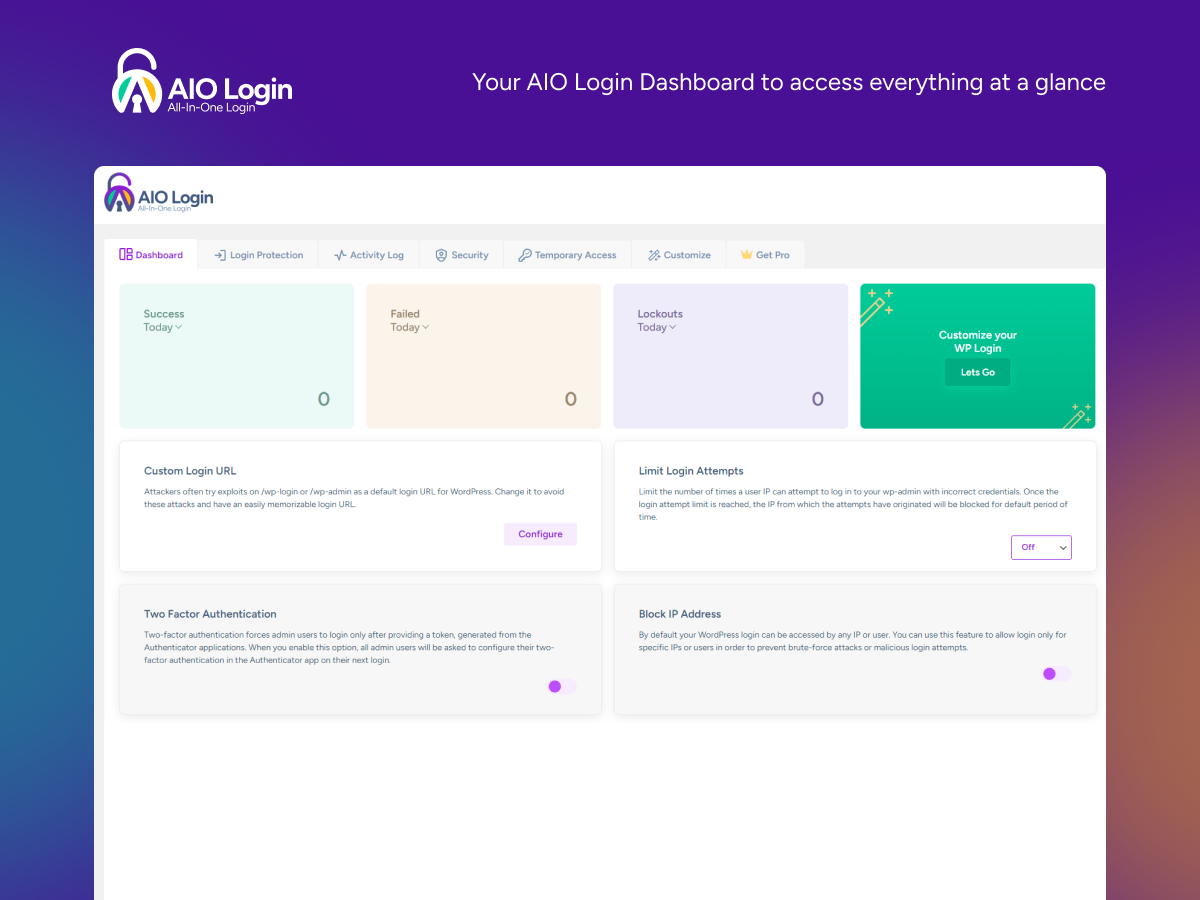 AIO Login
All-In-One Login
Your AIO Login Dashboard to access everything at a glance
AIO Login
All-In-One Login
Dashboard
Login Protection
Activity Log
Security
Temporary Access
Customize
Get Pro
Success
Today
0
Failed
Today
0
Lockouts
Today
0
Customize your
WP Login
Lets Go
Custom Login URL
Attackers often try exploits on /wp-login or /wp-admin as a default login URL for WordPress. Change it to avoid
these attacks and have an easily memorizable login URL.
Configure
Limit Login Attempts
Limit the number of times a user IP can attempt to log in to your wp-admin with incorrect credentials. Once the
login attempt limit is reached, the IP from which the attempts have originated will be blocked for default period of
time.
Off
Two Factor Authentication
Two-factor authentication forces admin users to login only after providing a token, generated from the
Authenticator applications. When you enable this option, all admin users will be asked to configure their two-
factor authentication in the Authenticator app on their next login.
Block IP Address
By default your WordPress login can be accessed by any IP or user. You can use this feature to allow login only for
specific IPs or users in order to prevent brute-force attacks or malicious login attempts.